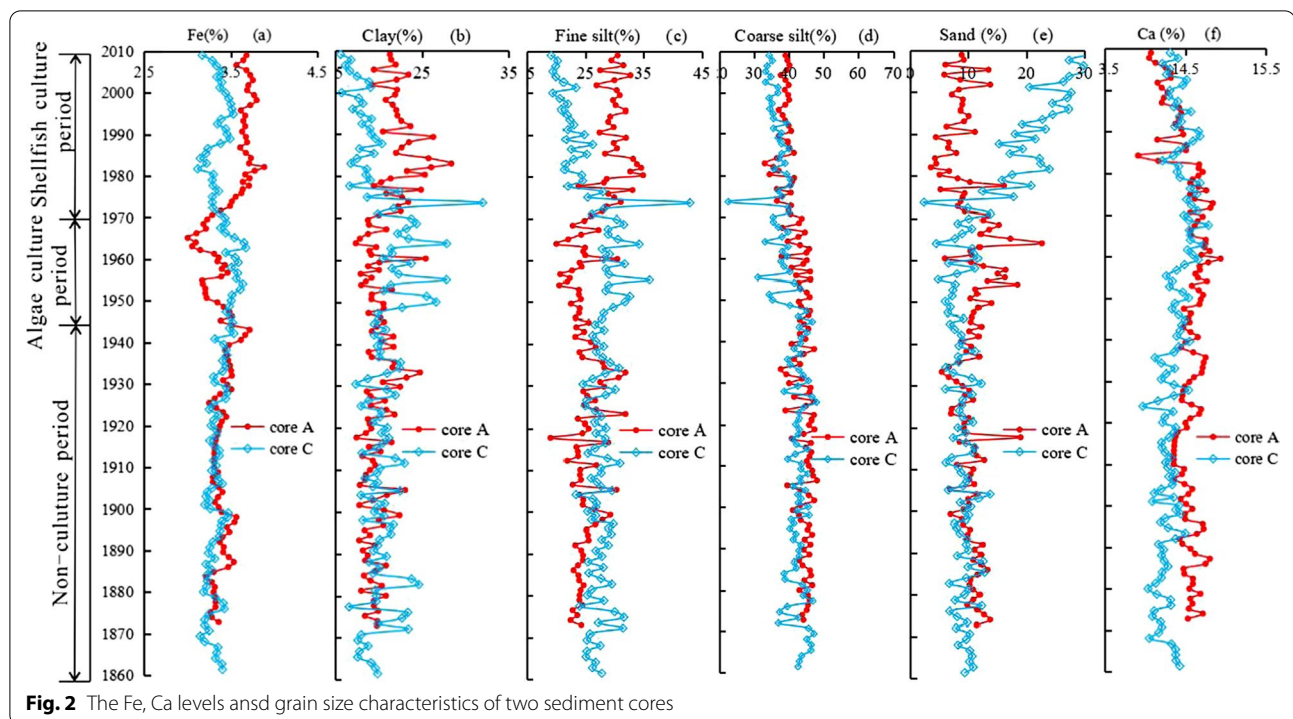 Fe(%) (a) Clay(%) (b) Fine silt(%) (c) Coarse silt(%) (d) Sand (%) (e) Ca (%) (f)
2.5 3.5 4.5
5 25 35
5 25 35 45
20 30 40 50 60 70
0 10 20 30
3.5 14.5 15.5
2010
2000
1990
1980
1970
1960
1950
1940
1930
1920
1910
1900
1890
1880
1870
1860
Shellfish culture period
Algae culture period
Non-culuture period
core A
core C
core A
core C
core A
core C
core A
core C
core A
core C
core A
core C
Fig. 2 The Fe, Ca levels ansd grain size characteristics of two sediment cores